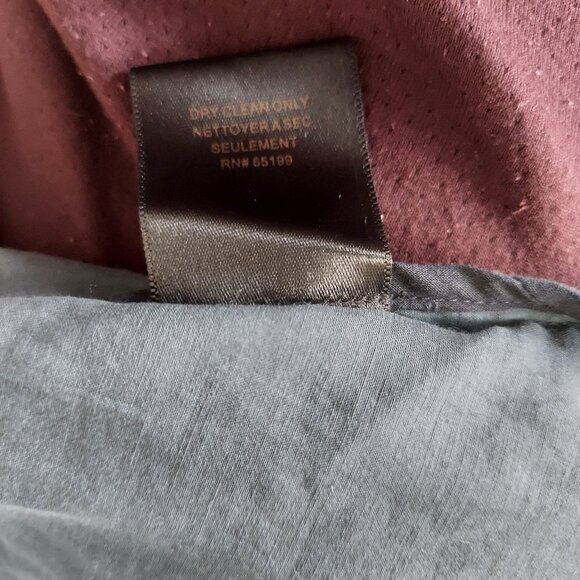 DRY CLEAN ONLY
NETTOYER A SEC
SEULEMENT
RN# 65199